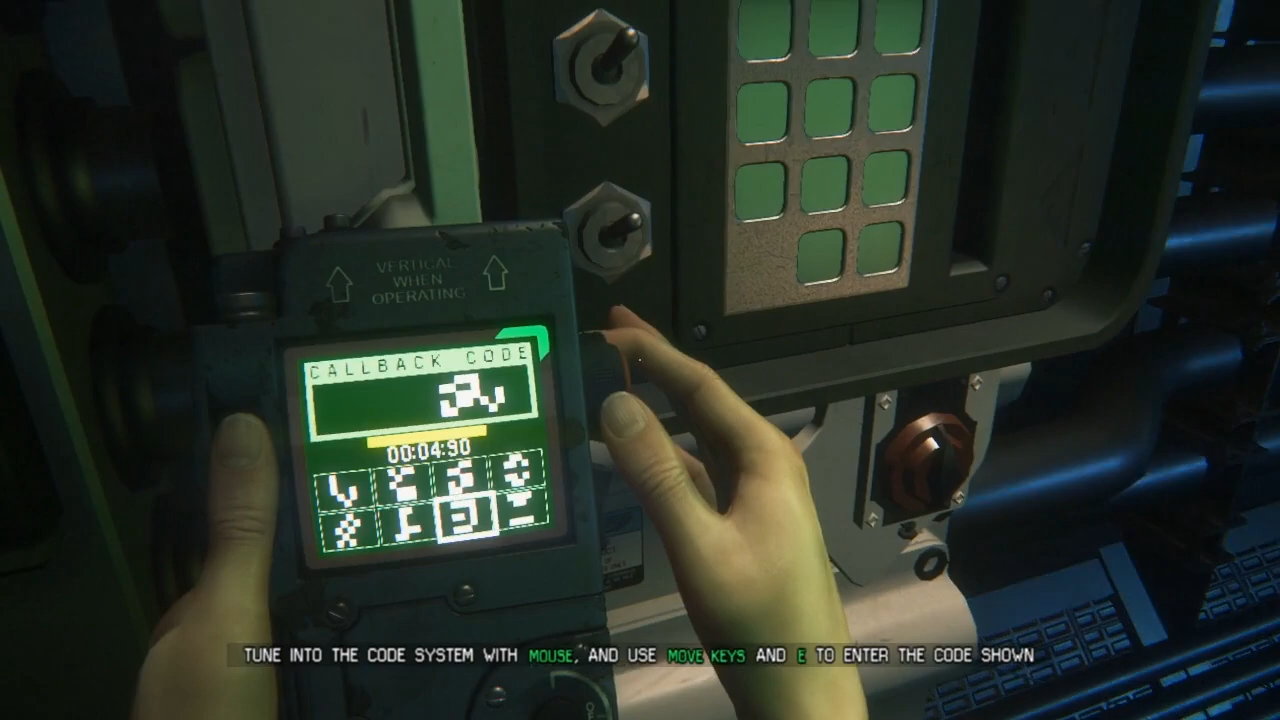 VERTICAL
WHEN
OPERATING
CALLBACK CODE
00:04:90
TUNE INTO THE CODE SYSTEM WITH MOUSE, AND USE MOVE KEYS AND E TO ENTER THE CODE SHOWN